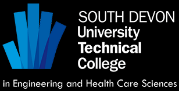 SOUTH DEVON
University
Technical
College
in Engineering and Health Care Sciences